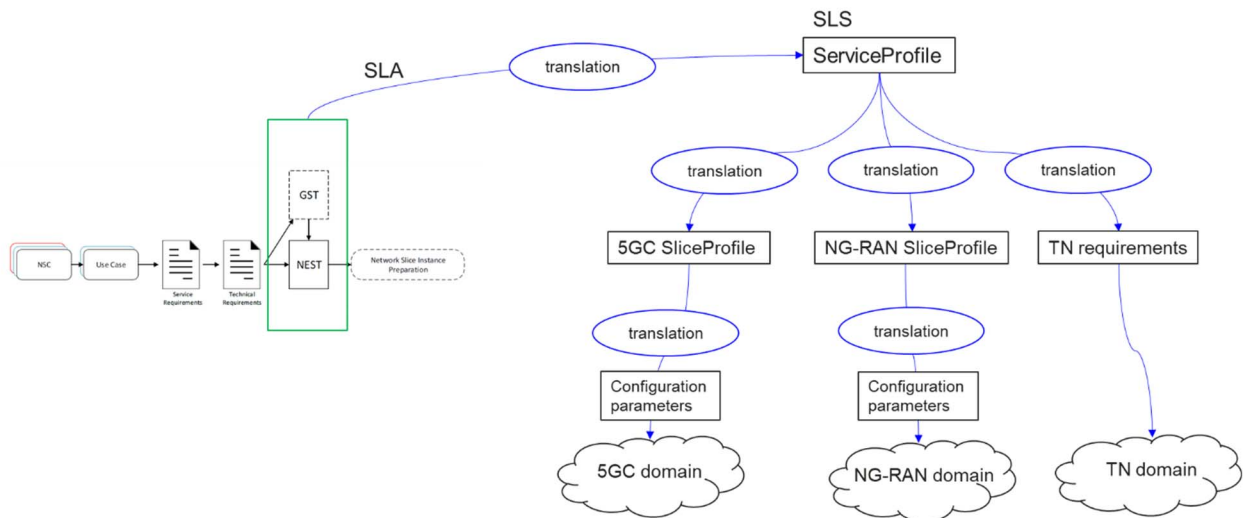 SLS
ServiceProfile
translation
SLA
translation
translation
translation
GST
5GC SliceProfile
NG-RAN SliceProfile
TN requirements
NSC
Use Case
NEST
Network Slice Instance
Preparation
Service
Requirements
Technical
Requirements
translation
translation
Configuration
parameters
Configuration
parameters
5GC domain
NG-RAN domain
TN domain